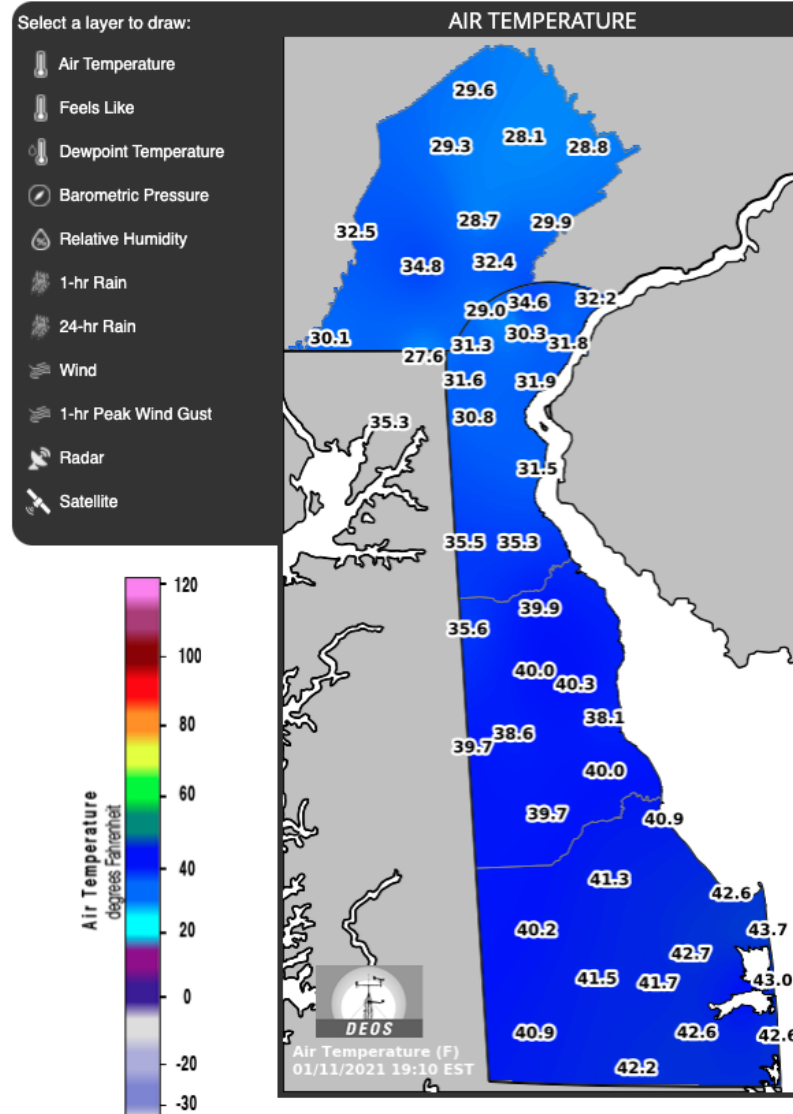 Select a layer to draw:
Air Temperature
Feels Like
Dewpoint Temperature
Barometric Pressure
Relative Humidity
1-hr Rain
24-hr Rain
Wind
1-hr Peak Wind Gust
Radar
Satellite
AIR TEMPERATURE
29.6
29.3 28.1 28.8
28.7 29.9
32.5
34.8 32.4
29.0 34.6 32.2
30.1 31.3 30.3 31.8
27.6
31.6 31.9
35.3 30.8
31.5
35.5 35.3
39.9
35.6
40.0 40.3
38.1
39.7 38.6
40.0
39.7 40.9
41.3
42.6
40.2 43.7
42.7
41.5 41.7 43.0
40.9 42.6 42.6
42.2
DEOS
Air Temperature (F)
01/11/2021 19:10 EST
Air Temperature
degrees Fahrenheit
120
100
80
60
40
20
0
-20
-30